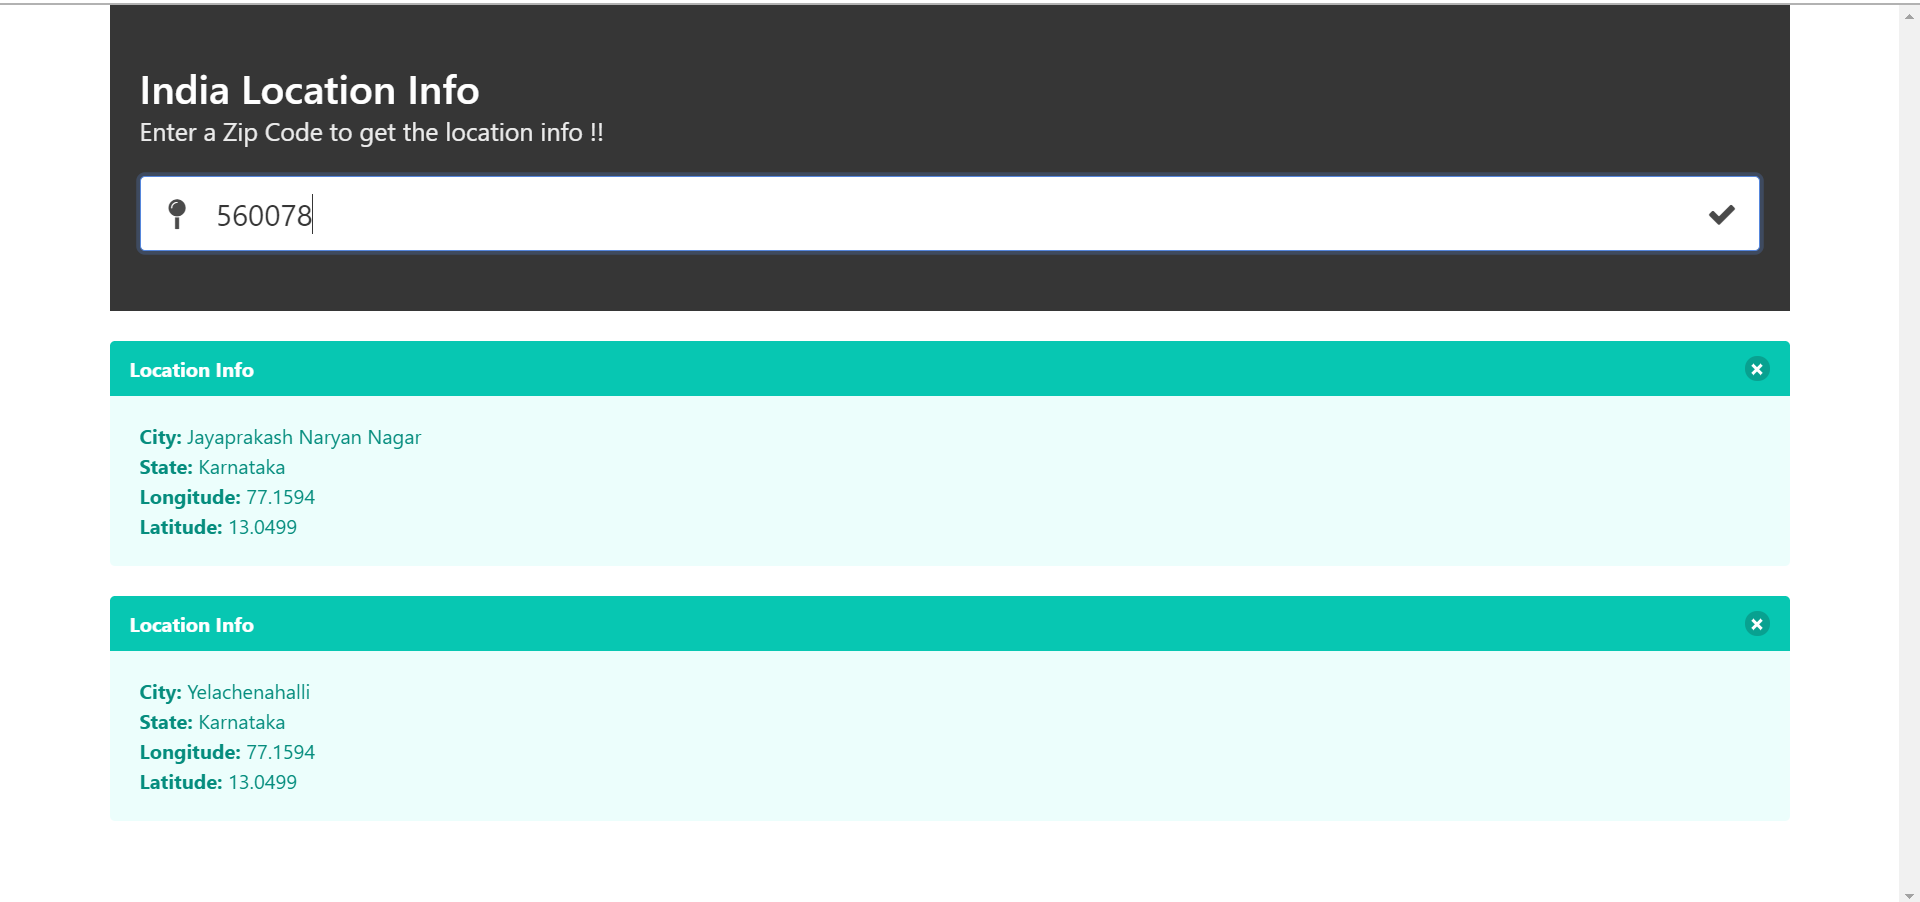 India Location Info
Enter a Zip Code to get the location info !!
560078
Location Info
City: Jayaprakash Naryan Nagar
State: Karnataka
Longitude: 77.1594
Latitude: 13.0499
Location Info
City: Yelachenahalli
State: Karnataka
Longitude: 77.1594
Latitude: 13.0499